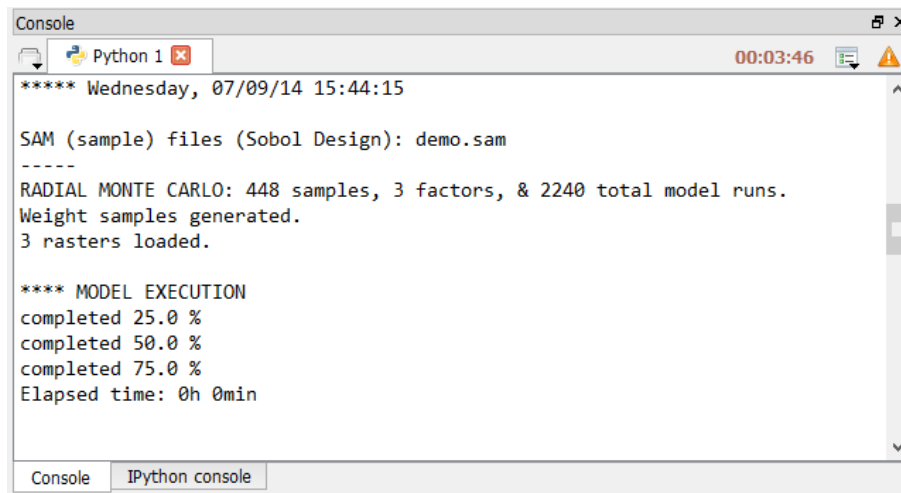 Console
Python 1
00:03:46
***** Wednesday, 07/09/14 15:44:15
SAM (sample) files (Sobol Design): demo.sam
-----
RADIAL MONTE CARLO: 448 samples, 3 factors, & 2240 total model runs.
Weight samples generated.
3 rasters loaded.
**** MODEL EXECUTION
completed 25.0 %
completed 50.0 %
completed 75.0 %
Elapsed time: 0h 0min
Console
IPython console